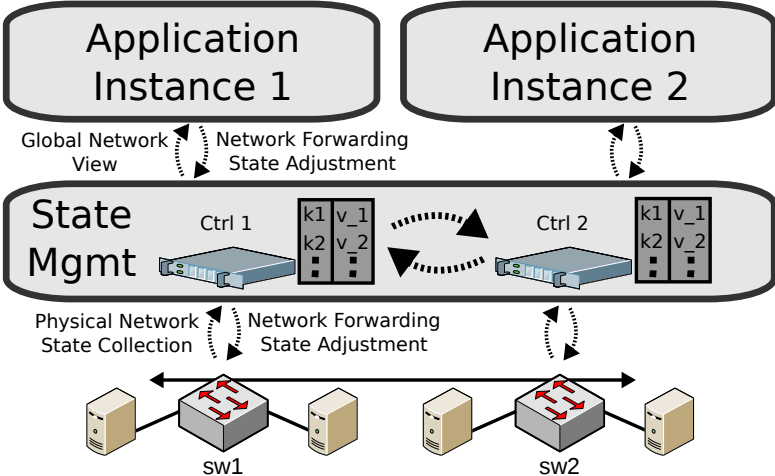 Application
Instance 1
Application
Instance 2
Global Network
View
Network Forwarding
State Adjustment
State
Mgmt
Ctrl 1
k1 v_1
k2 v_2
Ctrl 2
k1 v_1
k2 v_2
Physical Network
State Collection
Network Forwarding
State Adjustment
sw1
sw2